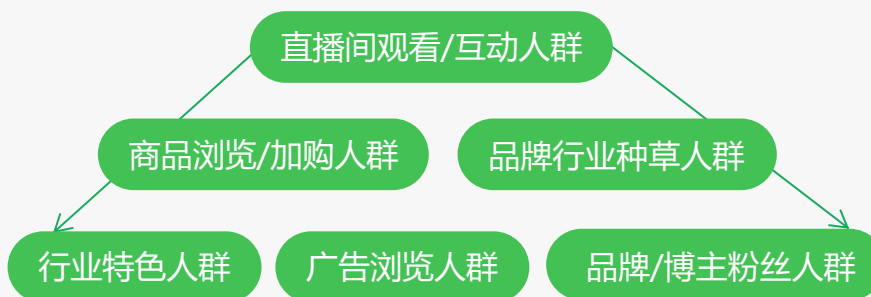 直播间观看/互动人群
商品浏览/加购人群
品牌行业种草人群
行业特色人群
广告浏览人群
品牌/博主粉丝人群